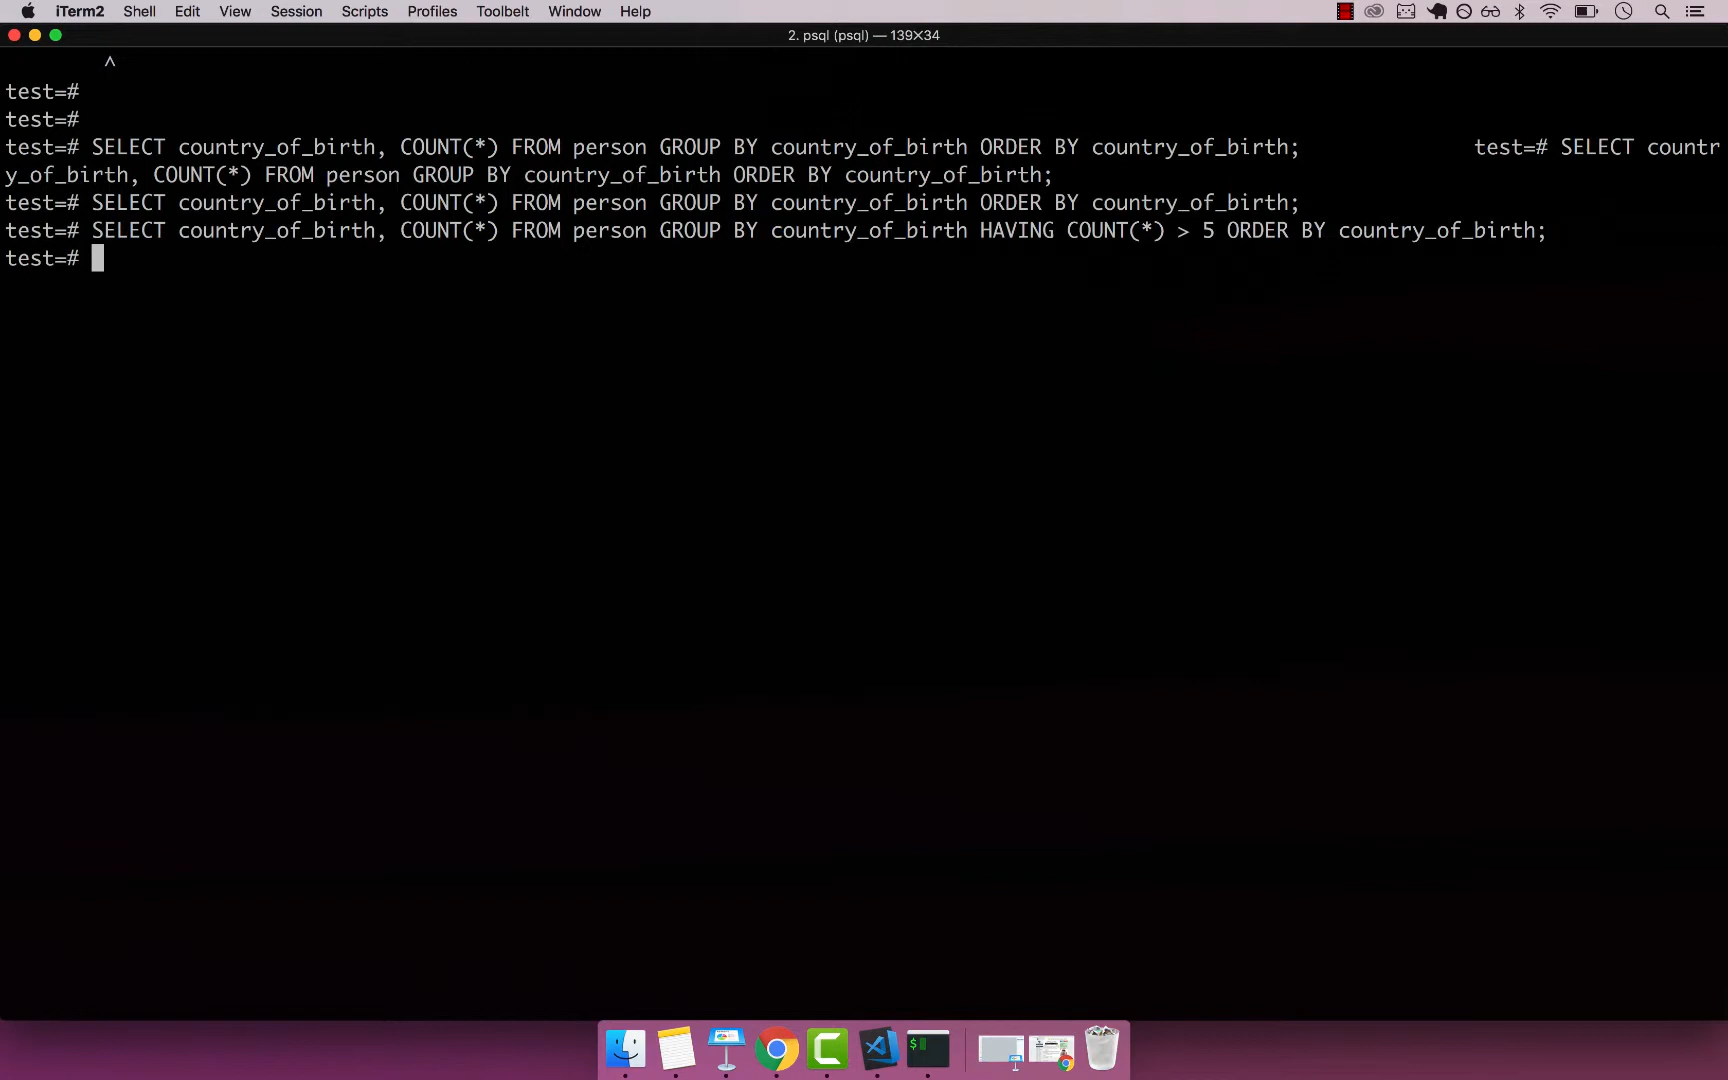 iTerm2 Shell Edit View Session Scripts Profiles Toolbelt Window Help
2. psql (psql) — 139×34
^
test=#
test=#
test=# SELECT country_of_birth, COUNT(*) FROM person GROUP BY country_of_birth ORDER BY country_of_birth; test=# SELECT countr
y_of_birth, COUNT(*) FROM person GROUP BY country_of_birth ORDER BY country_of_birth;
test=# SELECT country_of_birth, COUNT(*) FROM person GROUP BY country_of_birth ORDER BY country_of_birth;
test=# SELECT country_of_birth, COUNT(*) FROM person GROUP BY country_of_birth HAVING COUNT(*) > 5 ORDER BY country_of_birth;
test=#